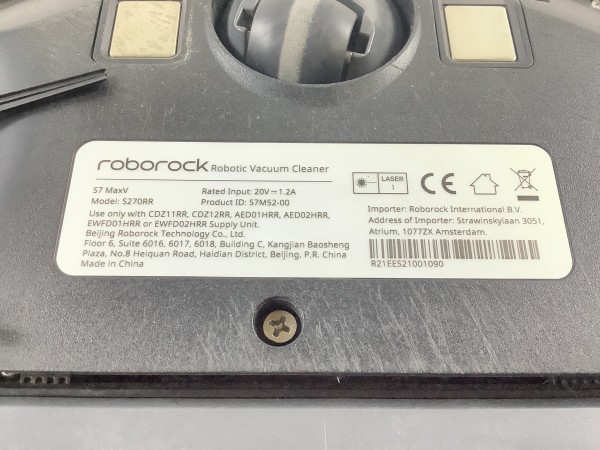 roborock Robotic Vacuum Cleaner
S7 MaxV
Rated Input: 20V⎓1.2A
Model: S270RR
Product ID: S7M52-00
Use only with CDZ11RR, CDZ12RR, AED01HRR, AED02HRR,
EWFD01HRR or EWFD02HRR Supply Unit.
Beijing Roborock Technology Co., Ltd.
Floor 6, Suite 6016, 6017, 6018, Building C, Kangjian Baosheng
Plaza, No.8 Heiquan Road, Haidian District, Beijing, P.R. China
Made in China
LASER
1
CE
Importer: Roborock International B.V.
Address of Importer: Strawinskylaan 3051,
Atrium, 1077ZX Amsterdam.
R21EES21001090